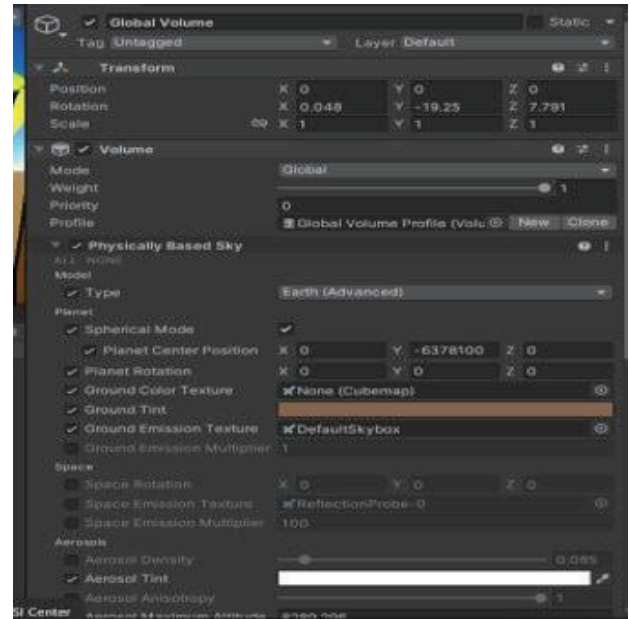 Global Volume Static
Tag Untagged Layer Default
Transform
Position X 0 Y 0 Z 0
Rotation X 0.048 Y -19.25 Z 7.791
Scale X 1 Y 1 Z 1
Volume
Mode Global
Weight 1
Priority 0
Profile Global Volume Profile (Volu New Clone
Physically Based Sky
ALL NONE
Model
Type Earth (Advanced)
Planet
Spherical Mode
Planet Center Position X 0 Y -6378100 Z 0
Planet Rotation X 0 Y 0 Z 0
Ground Color Texture None (Cubemap)
Ground Tint
Ground Emission Texture DefaultSkybox
Ground Emission Multiplier 1
Space
Space Rotation X 0 Y 0 Z 0
Space Emission Texture ReflectionProbe-0
Space Emission Multiplier 100
Aerosols
Aerosol Density 0.085
Aerosol Tint
Aerosol Anisotropy 1
SI Center Aerosol Maximum Altitude